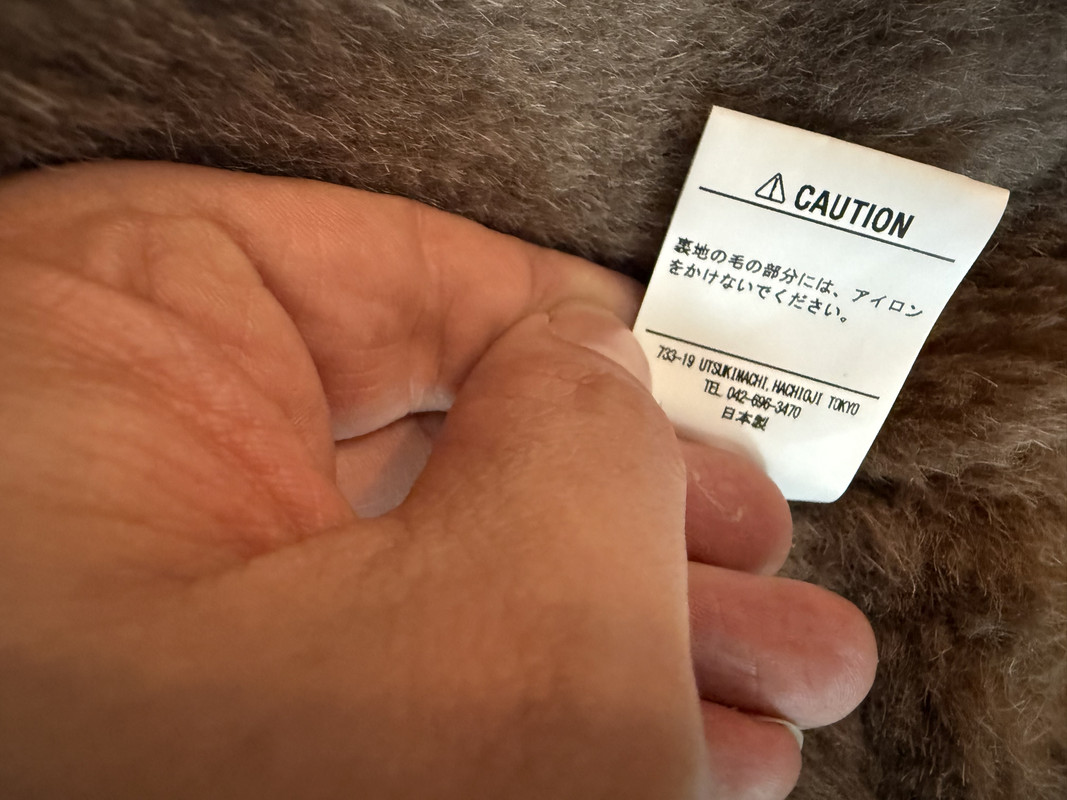 ⚠ CAUTION
裏地の毛の部分には、アイロン
をかけないでください。
733-19 UTSUKIMACHI, HACHIOJI TOKYO
TEL 042-696-3470
日本製